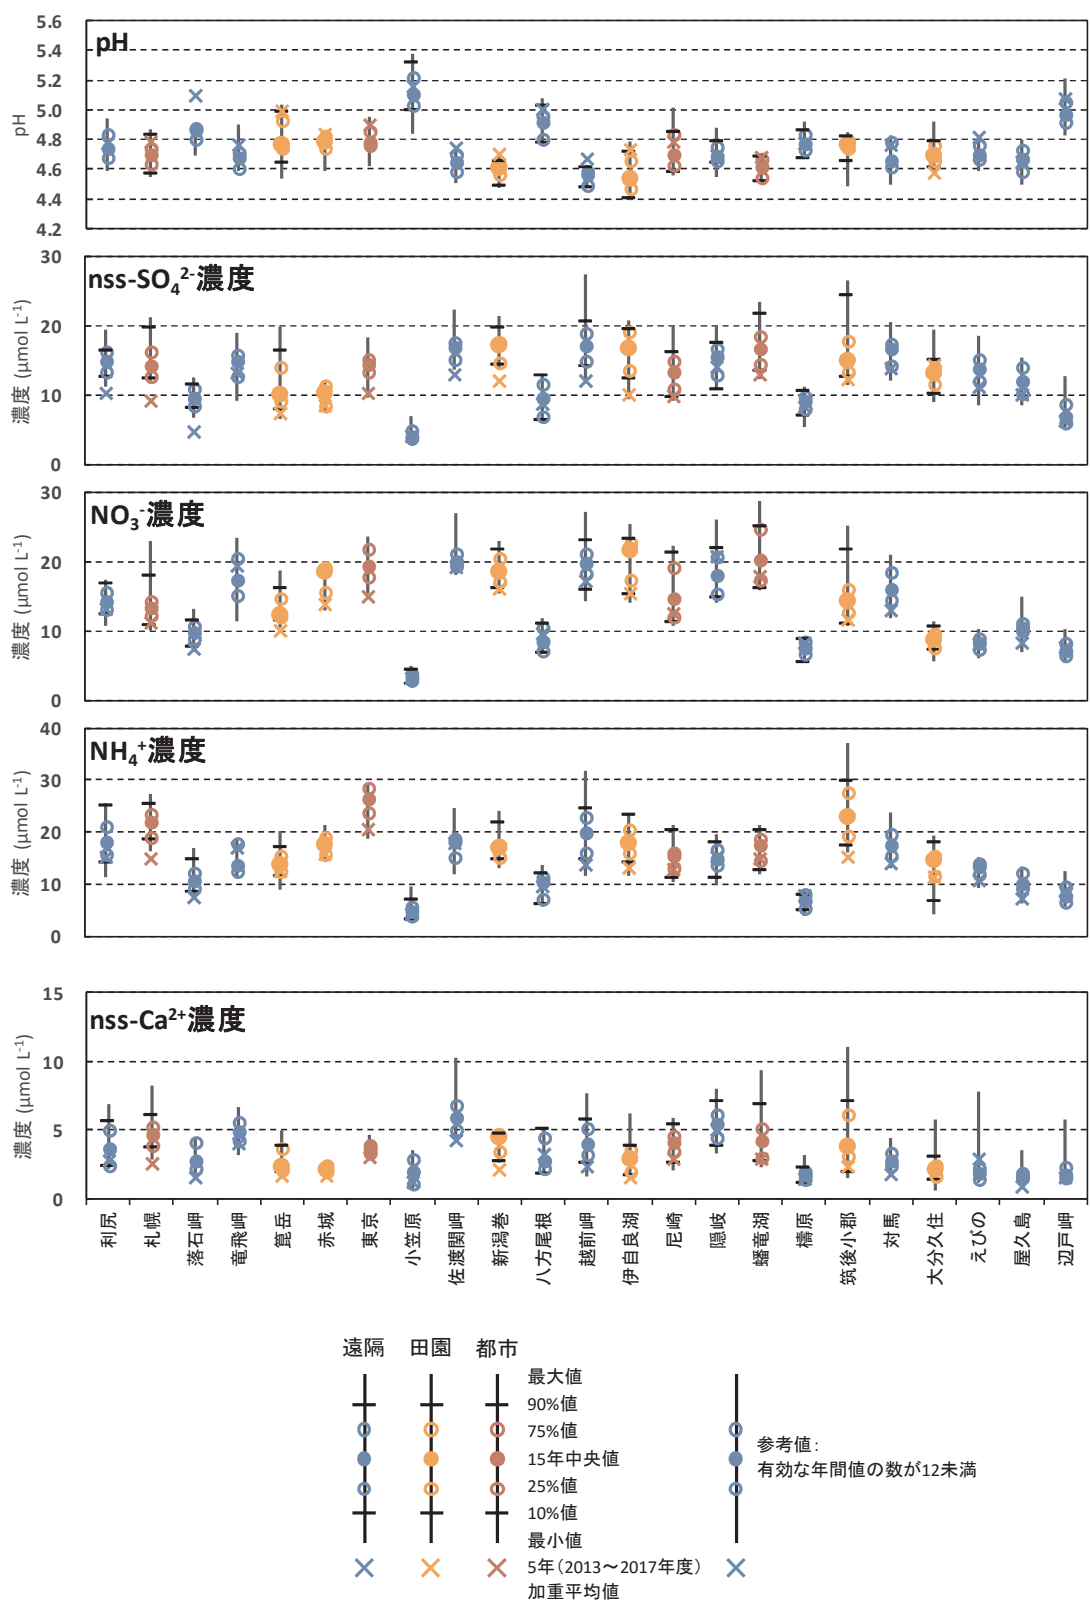 pH
pH
5.6
5.4
5.2
5.0
4.8
4.6
4.4
4.2
nss-SO₄²⁻濃度
濃度 (μmol L⁻¹)
30
20
10
0
NO₃⁻濃度
濃度 (μmol L⁻¹)
30
20
10
0
NH₄⁺濃度
濃度 (μmol L⁻¹)
40
30
20
10
0
nss-Ca²⁺濃度
濃度 (μmol L⁻¹)
15
10
5
0
利尻
札幌
落石岬
竜飛岬
箟岳
赤城
東京
小笠原
佐渡関岬
新潟巻
八方尾根
越前岬
伊自良湖
尼崎
隠岐
蟠竜湖
檮原
筑後小郡
対馬
大分久住
えびの
屋久島
辺戸岬
遠隔 田園 都市
最大値
90%値
75%値
15年中央値
25%値
10%値
最小値
5年(2013～2017年度)
加重平均値
参考値:
有効な年間値の数が12未満